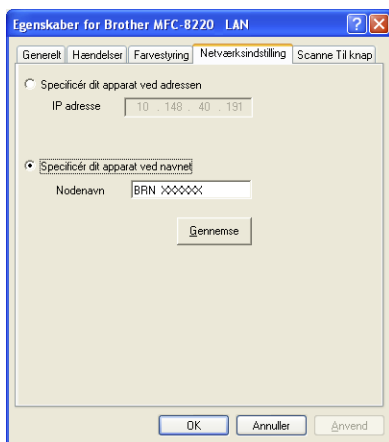 Egenskaber for Brother MFC-8220 LAN
Generelt Hændelser Farvestyring Netværksindstilling Scanne Til knap
Specificér dit apparat ved adressen
IP adresse 10 . 148 . 40 . 191
Specificér dit apparat ved navnet
Nodenavn BRN XXXXXX
Gennemse
OK Annuller Anvend